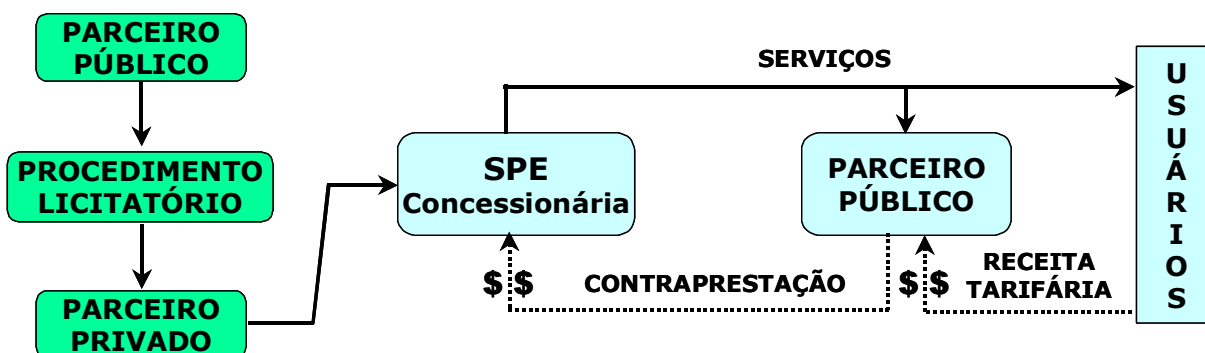 PARCEIRO
PÚBLICO
PROCEDIMENTO
LICITATÓRIO
PARCEIRO
PRIVADO
SPE
Concessionária
SERVIÇOS
PARCEIRO
PÚBLICO
$ $
CONTRAPRESTAÇÃO
$ $
RECEITA
TARIFÁRIA
U
S
U
Á
R
I
O
S